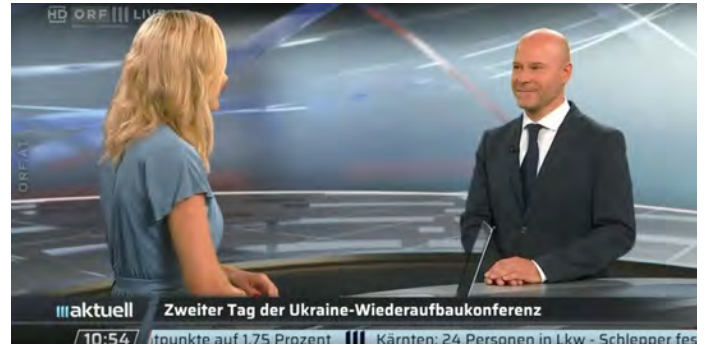 HD ORF III LIVE
ORF.AT
aktuell Zweiter Tag der Ukraine-Wiederaufbaukonferenz
10:54 tpunkte auf 1,75 Prozent Kärnten: 24 Personen in Lkw - Schlepper fes